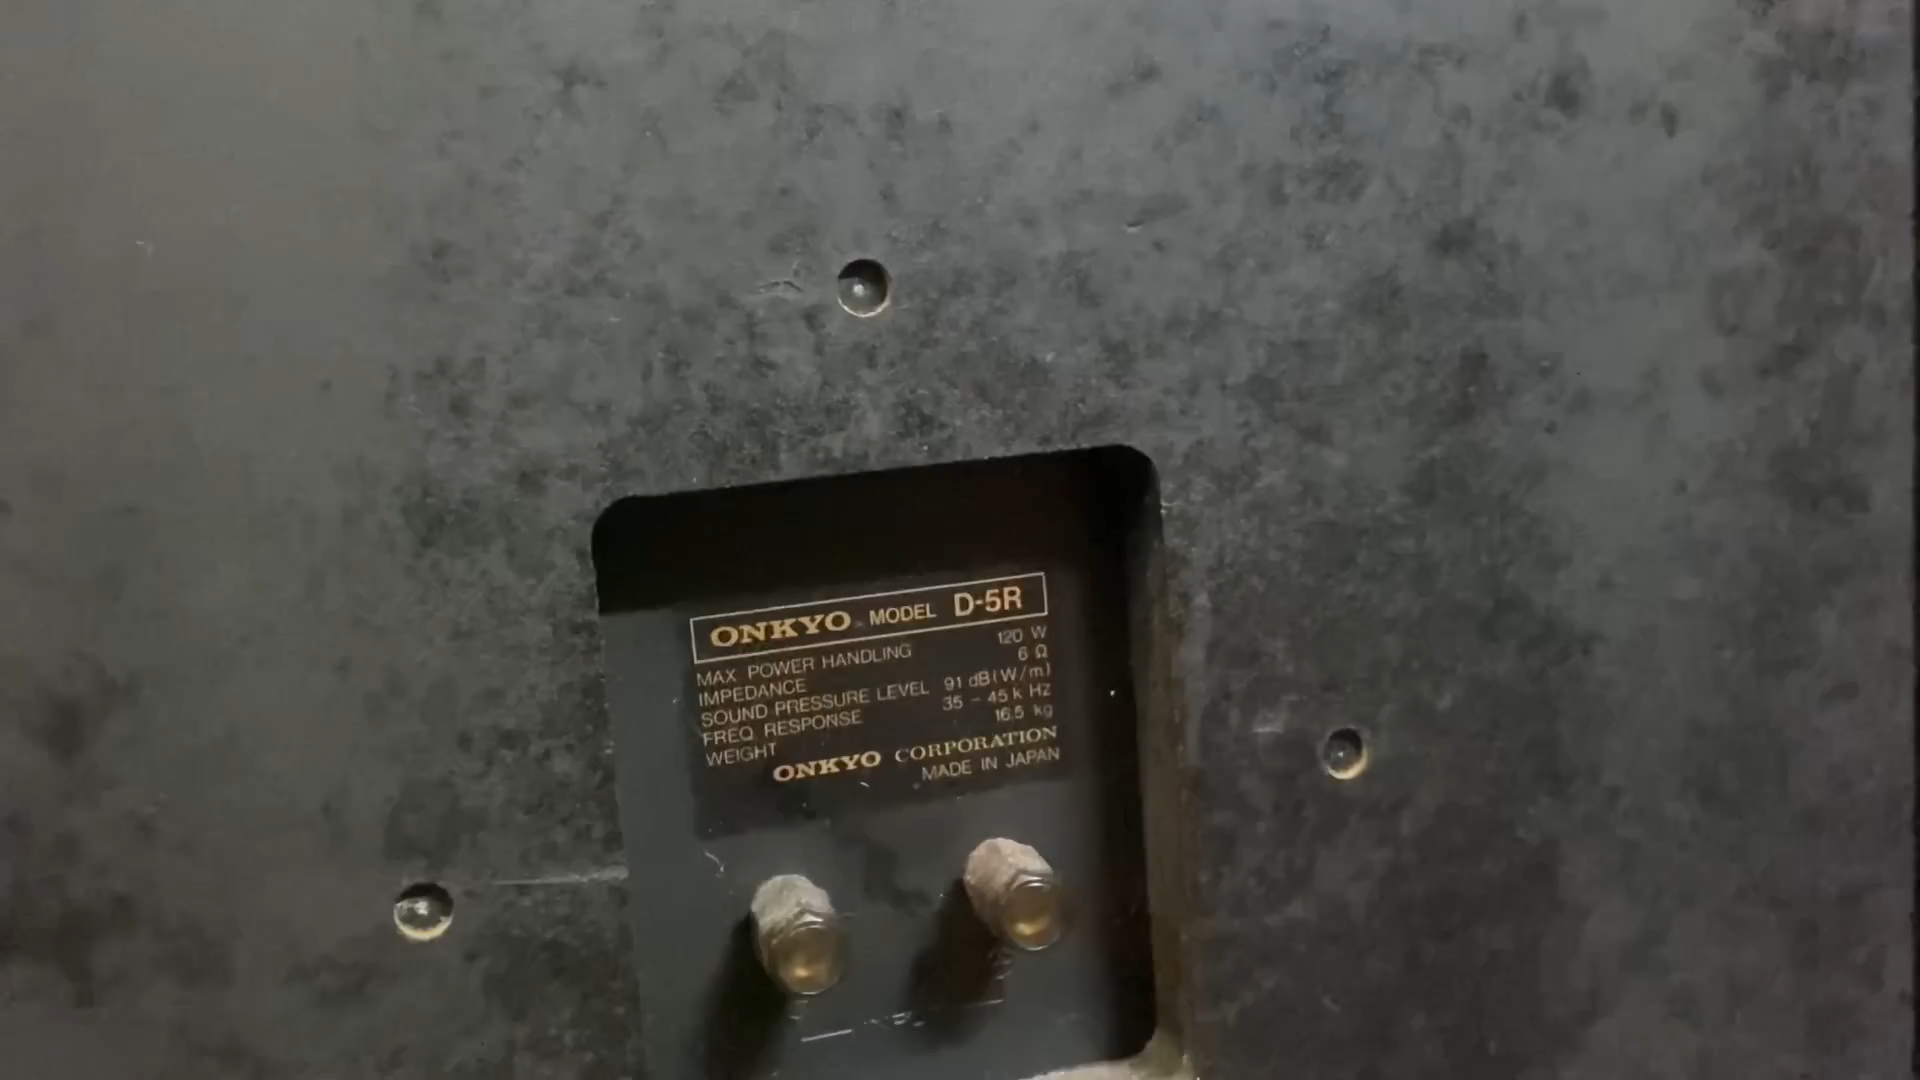 ONKYO MODEL D-5R
MAX POWER HANDLING 120 W
IMPEDANCE 6 Ω
SOUND PRESSURE LEVEL 91 dB(W/m)
FREQ RESPONSE 35 – 45 k Hz
WEIGHT 16.5 kg
ONKYO CORPORATION
MADE IN JAPAN